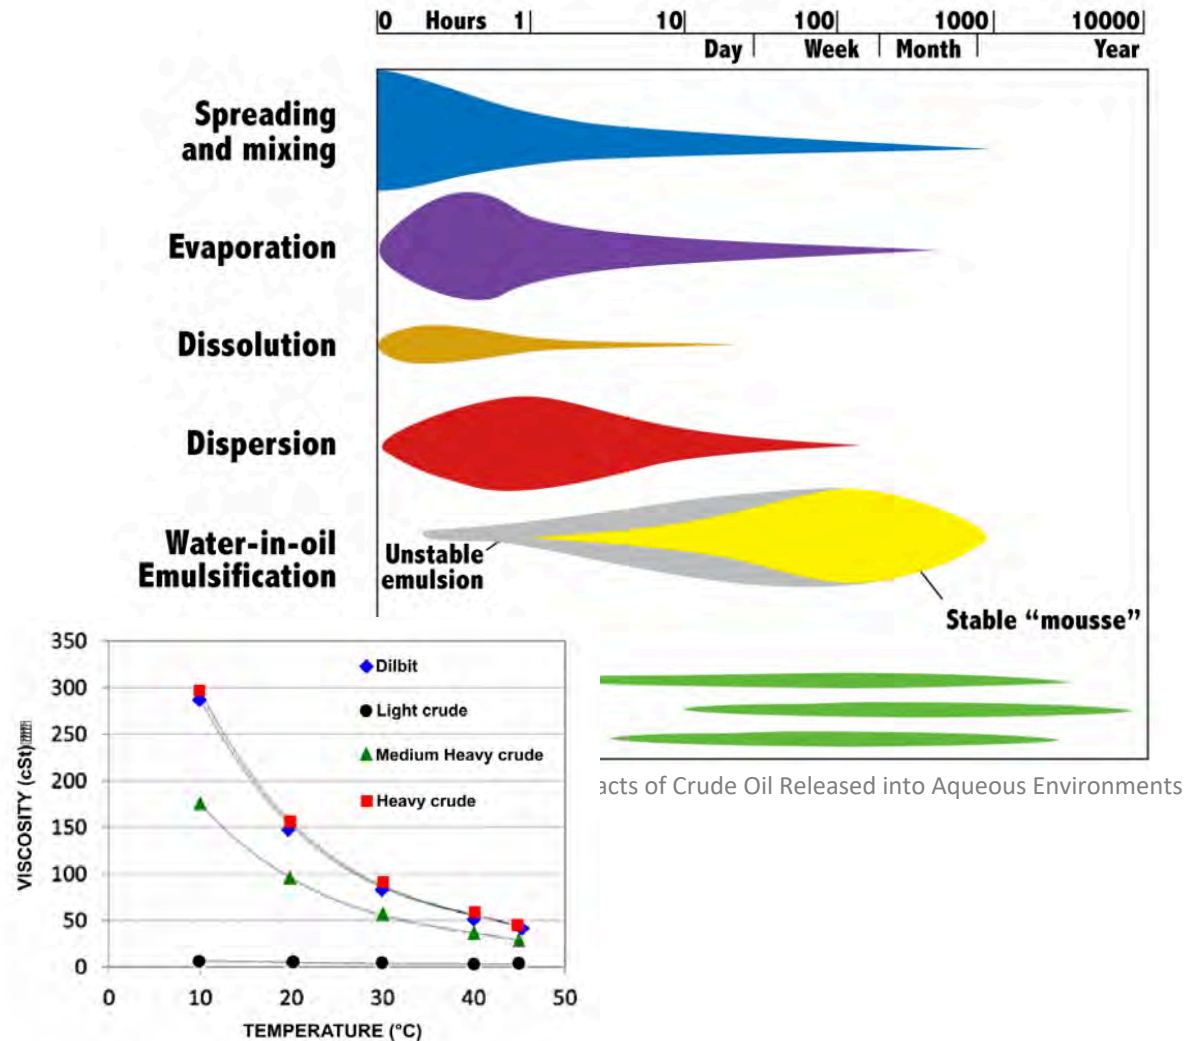 0 Hours 1 10 100 1000 10000
Day Week Month Year
Spreading
and mixing
Evaporation
Dissolution
Dispersion
Water-in-oil
Emulsification
Unstable
emulsion
Stable “mousse”
acts of Crude Oil Released into Aqueous Environments
350
300
250
200
150
100
50
0
VISCOSITY (cSt)
Dilbit
Light crude
Medium Heavy crude
Heavy crude
0 10 20 30 40 50
TEMPERATURE (°C)